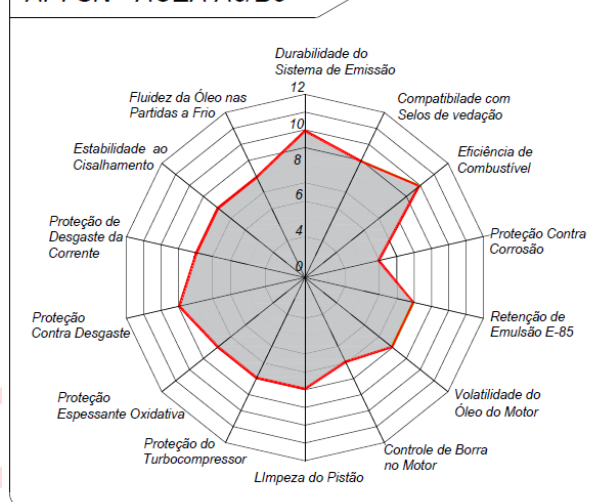 Durabilidade do
Sistema de Emissão
12
10
8
6
4
0
Compatibilade com
Selos de vedação
Eficiência de
Combustível
Proteção Contra
Corrosão
Retenção de
Emulsão E-85
Volatilidade do
Óleo do Motor
Controle de Borra
no Motor
LImpeza do Pistão
Proteção do
Turbocompressor
Proteção
Espessante Oxidativa
Proteção
Contra Desgaste
Proteção de
Desgaste da
Corrente
Estabilidade ao
Cisalhamento
Fluidez da Óleo nas
Partidas a Frio